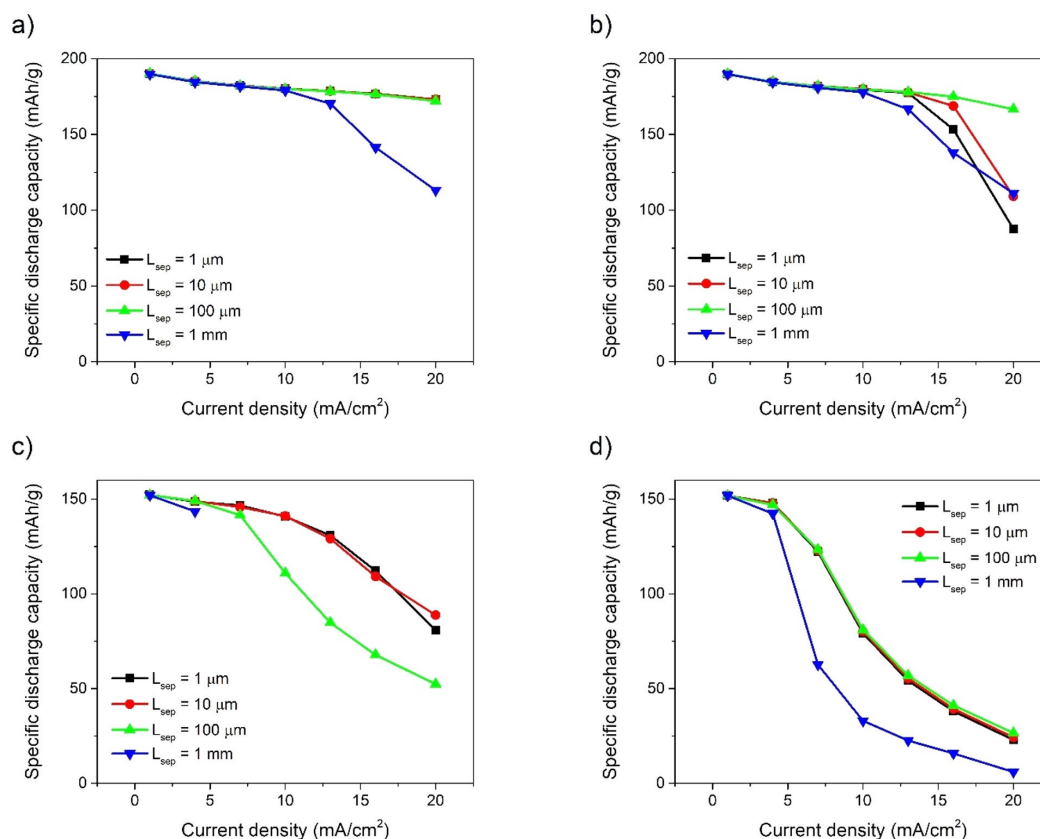 a)
200
150
100
50
0
Specific discharge capacity (mAh/g)
L_sep = 1 μm
L_sep = 10 μm
L_sep = 100 μm
L_sep = 1 mm
0 5 10 15 20
Current density (mA/cm²)
b)
200
150
100
50
0
Specific discharge capacity (mAh/g)
L_sep = 1 μm
L_sep = 10 μm
L_sep = 100 μm
L_sep = 1 mm
0 5 10 15 20
Current density (mA/cm²)
c)
150
100
50
0
Specific discharge capacity (mAh/g)
L_sep = 1 μm
L_sep = 10 μm
L_sep = 100 μm
L_sep = 1 mm
0 5 10 15 20
Current density (mA/cm²)
d)
150
100
50
0
Specific discharge capacity (mAh/g)
L_sep = 1 μm
L_sep = 10 μm
L_sep = 100 μm
L_sep = 1 mm
0 5 10 15 20
Current density (mA/cm²)